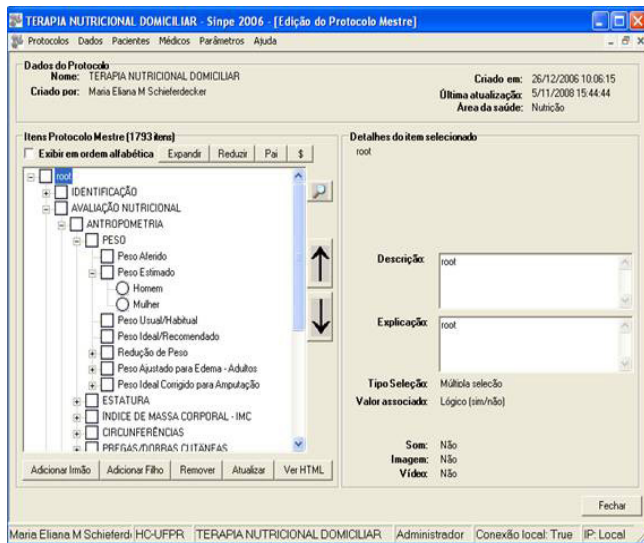 TERAPIA NUTRICIONAL DOMICILIAR - Sinpe 2006 - [Edição do Protocolo Mestre]
Protocolos Dados Pacientes Médicos Parâmetros Ajuda
Dados do Protocolo
Nome: TERAPIA NUTRICIONAL DOMICILIAR
Criado por: Maria Eliana M Schieferdecker
Criado em: 26/12/2006 10:06:15
Última atualização: 5/11/2008 15:44:44
Área da saúde: Nutrição
Itens Protocolo Mestre (1793 itens)
Exibir em ordem alfabética Expandir Reduzir Pai $
root
IDENTIFICAÇÃO
AVALIAÇÃO NUTRICIONAL
ANTROPOMETRIA
PESO
Peso Aferido
Peso Estimado
Homem
Mulher
Peso Usual/Habitual
Peso Ideal/Recomendado
Redução de Peso
Peso Ajustado para Edema - Adultos
Peso Ideal Corrigido para Amputação
ESTATURA
ÍNDICE DE MASSA CORPORAL - IMC
CIRCUNFERÊNCIAS
PREGAS/DOBRAS CUTÂNEAS
Adicionar Irmão Adicionar Filho Remover Atualizar Ver HTML
Detalhes do item selecionado
root
Descrição: root
Explicação: root
Tipo Seleção: Múltipla seleção
Valor associado: Lógico (sim/não)
Som: Não
Imagem: Não
Vídeo: Não
Fechar
Maria Eliana M Schieferd HC-UFPR TERAPIA NUTRICIONAL DOMICILIAR Administrador Conexão local: True IP: Local